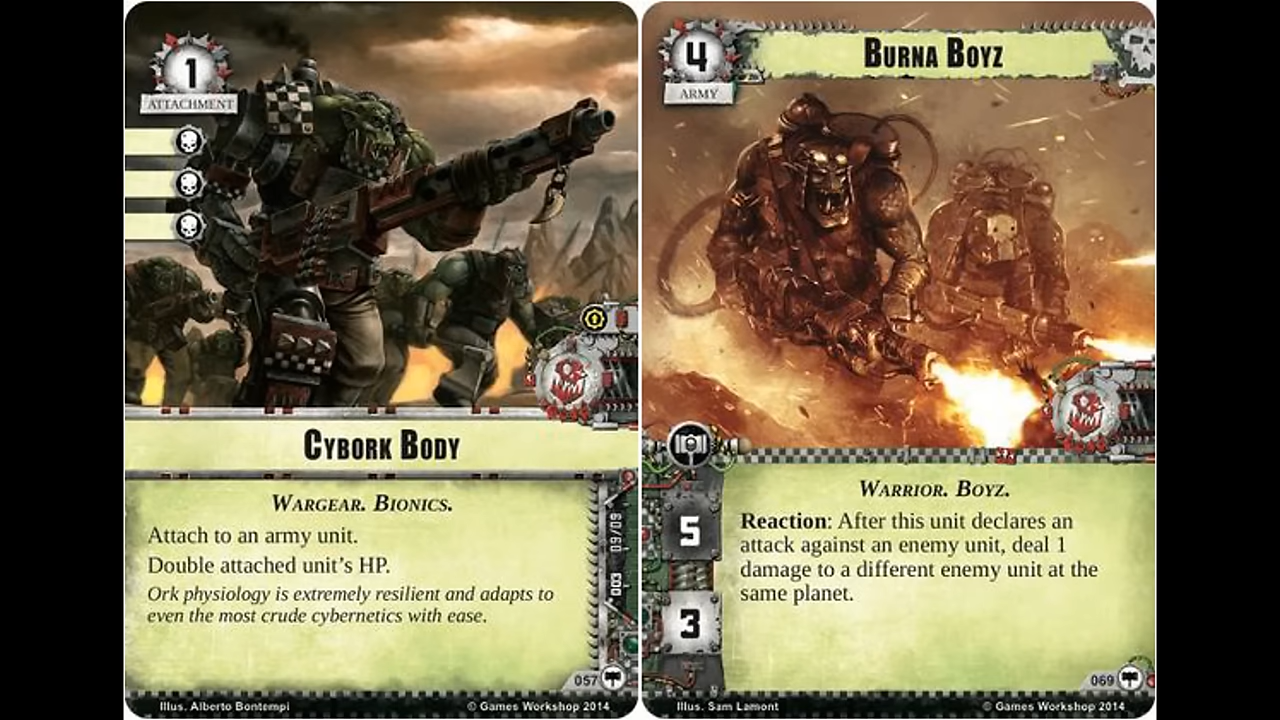 1
ATTACHMENT
CYBORK BODY
WARGEAR. BIONICS.
Attach to an army unit.
Double attached unit's HP.
Ork physiology is extremely resilient and adapts to
even the most crude cybernetics with ease.
003 09/09
057
Illus. Alberto Bontempi © Games Workshop 2014
4
ARMY
BURNA BOYZ
5
3
WARRIOR. BOYZ.
Reaction: After this unit declares an
attack against an enemy unit, deal 1
damage to a different enemy unit at the
same planet.
069
Illus. Sam Lamont © Games Workshop 2014